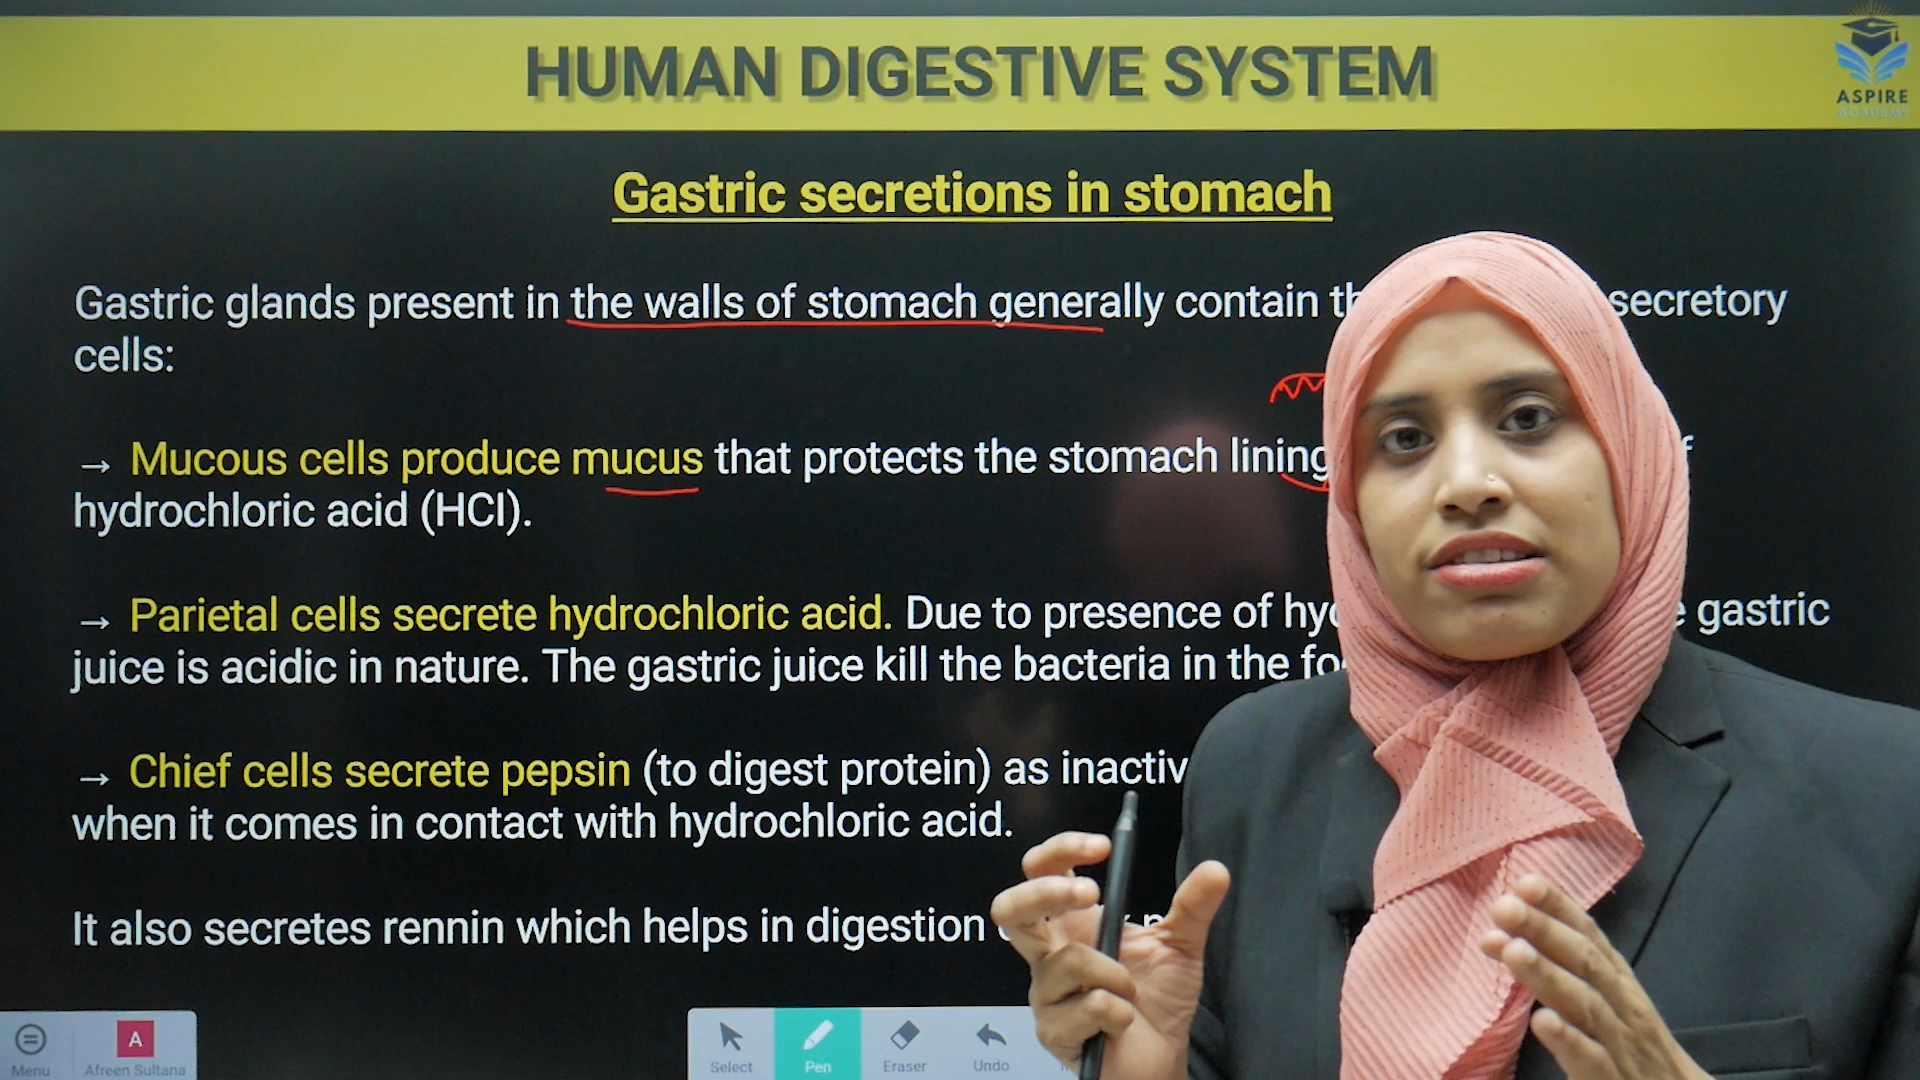 HUMAN DIGESTIVE SYSTEM
ASPIRE
ACADEMY
Gastric secretions in stomach
Gastric glands present in the walls of stomach generally contain secretory
cells:
→ Mucous cells produce mucus that protects the stomach lining
hydrochloric acid (HCl).
→ Parietal cells secrete hydrochloric acid. Due to presence of gastric
juice is acidic in nature. The gastric juice kill the bacteria in the
→ Chief cells secrete pepsin (to digest protein) as
when it comes in contact with hydrochloric acid.
It also secretes rennin which helps in digestion
Menu
A
Afreen Sultana
Select
Pen
Eraser
Undo